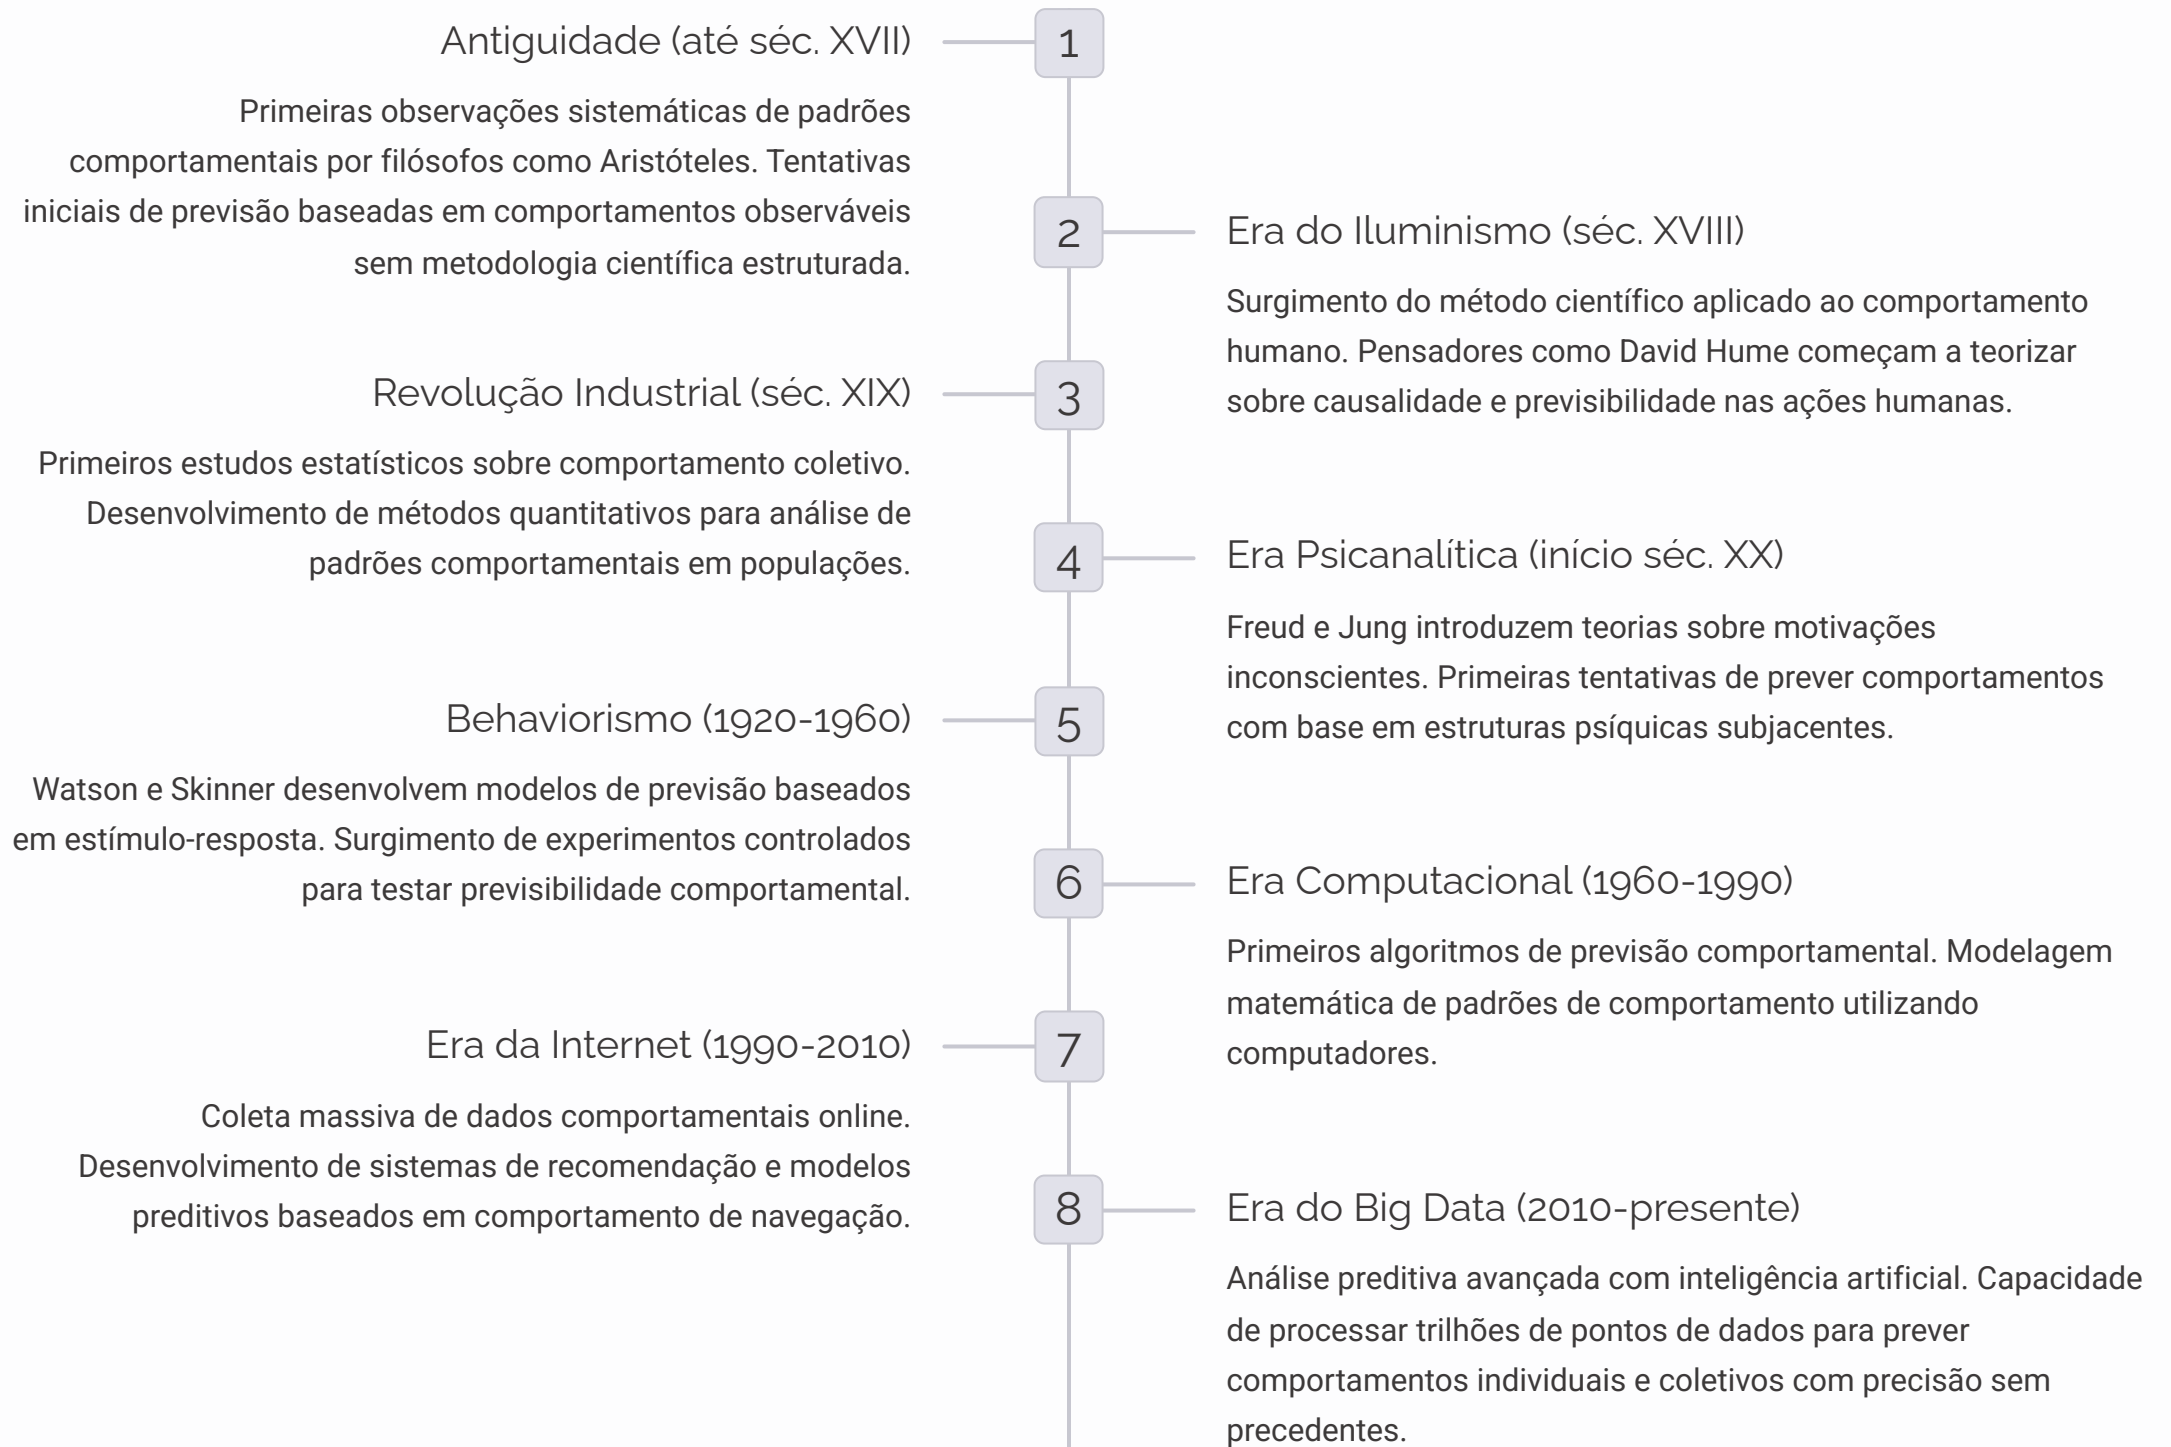 Antiguidade (até séc. XVII)
1
Primeiras observações sistemáticas de padrões
comportamentais por filósofos como Aristóteles. Tentativas
iniciais de previsão baseadas em comportamentos observáveis
sem metodologia científica estruturada.
2
Era do Iluminismo (séc. XVIII)
Surgimento do método científico aplicado ao comportamento
humano. Pensadores como David Hume começam a teorizar
sobre causalidade e previsibilidade nas ações humanas.
Revolução Industrial (séc. XIX)
3
Primeiros estudos estatísticos sobre comportamento coletivo.
Desenvolvimento de métodos quantitativos para análise de
padrões comportamentais em populações.
4
Era Psicanalítica (início séc. XX)
Freud e Jung introduzem teorias sobre motivações
inconscientes. Primeiras tentativas de prever comportamentos
com base em estruturas psíquicas subjacentes.
Behaviorismo (1920-1960)
5
Watson e Skinner desenvolvem modelos de previsão baseados
em estímulo-resposta. Surgimento de experimentos controlados
para testar previsibilidade comportamental.
6
Era Computacional (1960-1990)
Primeiros algoritmos de previsão comportamental. Modelagem
matemática de padrões de comportamento utilizando
computadores.
Era da Internet (1990-2010)
7
Coleta massiva de dados comportamentais online.
Desenvolvimento de sistemas de recomendação e modelos
preditivos baseados em comportamento de navegação.
8
Era do Big Data (2010-presente)
Análise preditiva avançada com inteligência artificial. Capacidade
de processar trilhões de pontos de dados para prever
comportamentos individuais e coletivos com precisão sem
precedentes.